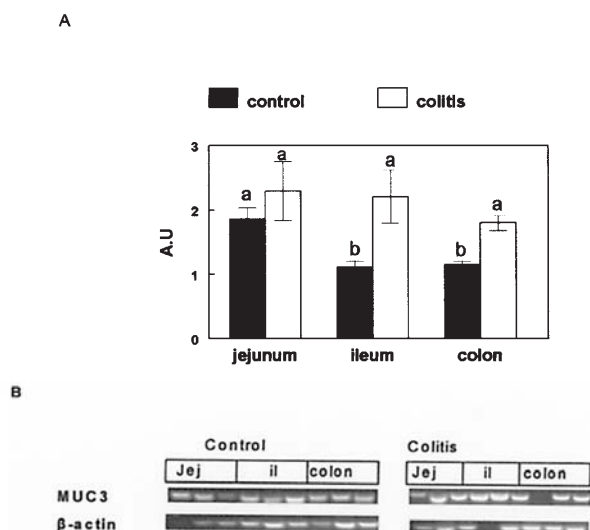 A
control colitis
3
a a a
2 a a
A.U
b b
1
0
jejunum ileum colon
B
Control Colitis
Jej il colon Jej il colon
MUC3
β-actin